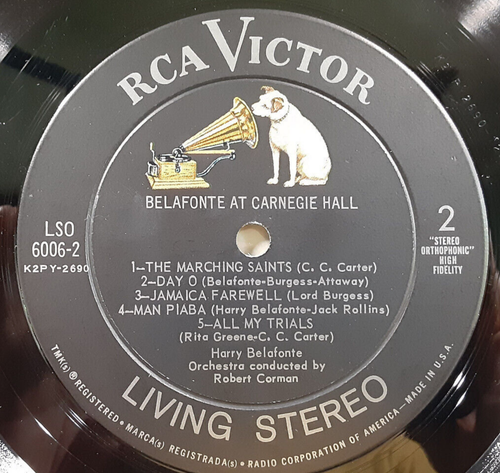 RCA VICTOR
BELAFONTE AT CARNEGIE HALL
LSO
6006-2
K2PY-2690
2
"STEREO
ORTHOPHONIC"
HIGH
FIDELITY
1—THE MARCHING SAINTS (C. C. Carter)
2—DAY O (Belafonte-Burgess-Attaway)
3—JAMAICA FAREWELL (Lord Burgess)
4—MAN PIABA (Harry Belafonte-Jack Rollins)
5—ALL MY TRIALS
(Rita Greene-C. C. Carter)
Harry Belafonte
Orchestra conducted by
Robert Corman
LIVING STEREO
TMK(s) ® REGISTERED • MARCA(s) REGISTRADA(s) • RADIO CORPORATION OF AMERICA—MADE IN U.S.A.